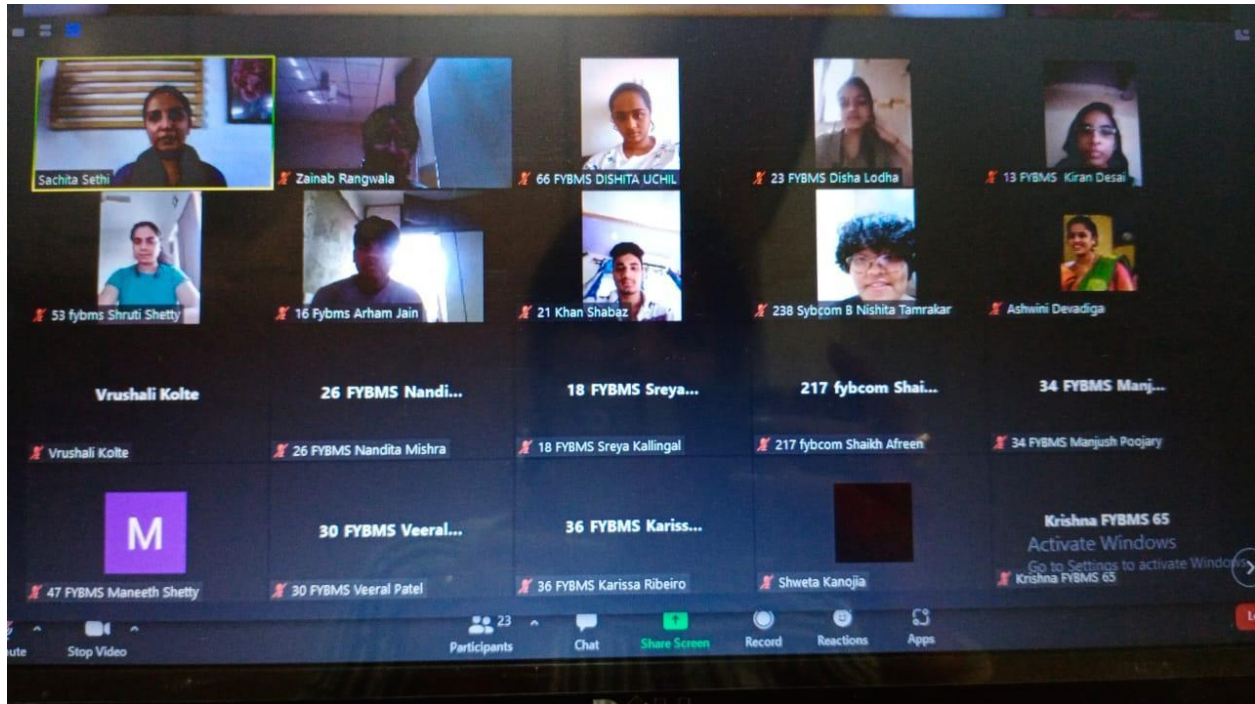 Sachita Sethi
Zainab Rangwala
66 FYBMS DISHITA UCHIL
23 FYBMS Disha Lodha
13 FYBMS Kiran Desai
53 fybms Shruti Shetty
16 Fybms Arham Jain
21 Khan Shabaz
238 Sybcom B Nishita Tamrakar
Ashwini Devadiga
Vrushali Kolte
26 FYBMS Nandi...
18 FYBMS Sreya...
217 fybcom Shai...
34 FYBMS Manj...
Vrushali Kolte
26 FYBMS Nandita Mishra
18 FYBMS Sreya Kallingal
217 fybcom Shaikh Afreen
34 FYBMS Manjush Poojary
M
30 FYBMS Veeral...
36 FYBMS Kariss...
Krishna FYBMS 65
Activate Windows
Go to Settings to activate Windows
47 FYBMS Maneeth Shetty
30 FYBMS Veeral Patel
36 FYBMS Karissa Ribeiro
Shweta Kanojia
Krishna FYBMS 65
ute
Stop Video
23
Participants
Chat
Share Screen
Record
Reactions
Apps